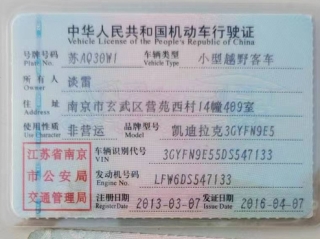 中华人民共和国机动车行驶证
Vehicle License of the People's Republic of China
号牌号码 苏AQ30W1 车辆类型 小型越野客车
Plate No. Vehicle Type
所有人 淡雷
Owner
住址 南京市玄武区营苑西村14幢409室
Address
使用性质 非营运 品牌型号 凯迪拉克3GYFN9E5
Use Character Model
江苏省南京 车辆识别代号 3GYFN9E55DS547133
VIN
市公安局 发动机号码 LFW6DS547133
Engine No.
交通管理局 注册日期 2013-03-07 发证日期 2016-04-07
Register Date Issue Date